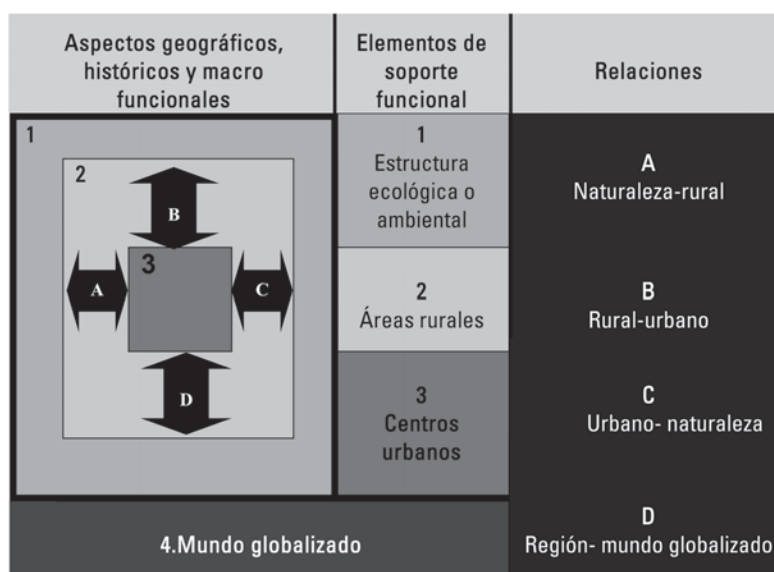 Aspectos geográficos,
históricos y macro
funcionales
Elementos de
soporte
funcional
Relaciones
1
2
B
3
A
C
D
1
Estructura
ecológica o
ambiental
2
Áreas rurales
3
Centros
urbanos
A
Naturaleza-rural
B
Rural-urbano
C
Urbano- naturaleza
D
Región- mundo globalizado
4.Mundo globalizado